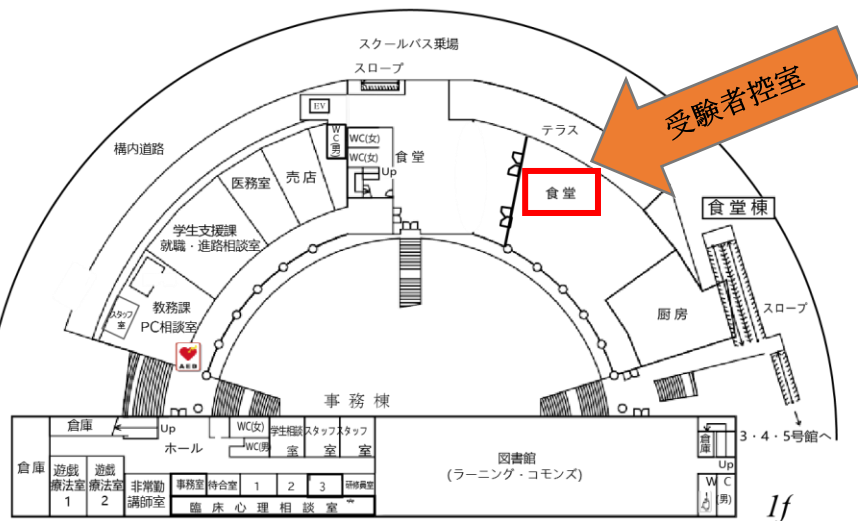 スクールバス乗場
スロープ
受験者控室
EV
構内道路
WC(男)
WC(女)
WC(女)
食堂
Up
テラス
医務室
売店
食堂
食堂棟
学生支援課
就職・進路相談室
教務課
PC相談室
スタッフ室
AED
厨房
スロープ
3・4・5号館へ
事務棟
倉庫
Up
ホール
WC(女)
WC(男)
学生相談室
スタッフ室
スタッフ室
図書館
(ラーニング・コモンズ)
倉庫
Up
倉庫
遊戯療法室1
遊戯療法室2
非常勤講師室
事務室
待合室
1
2
3
研修員室
臨床心理相談室
WC
(男)
1f